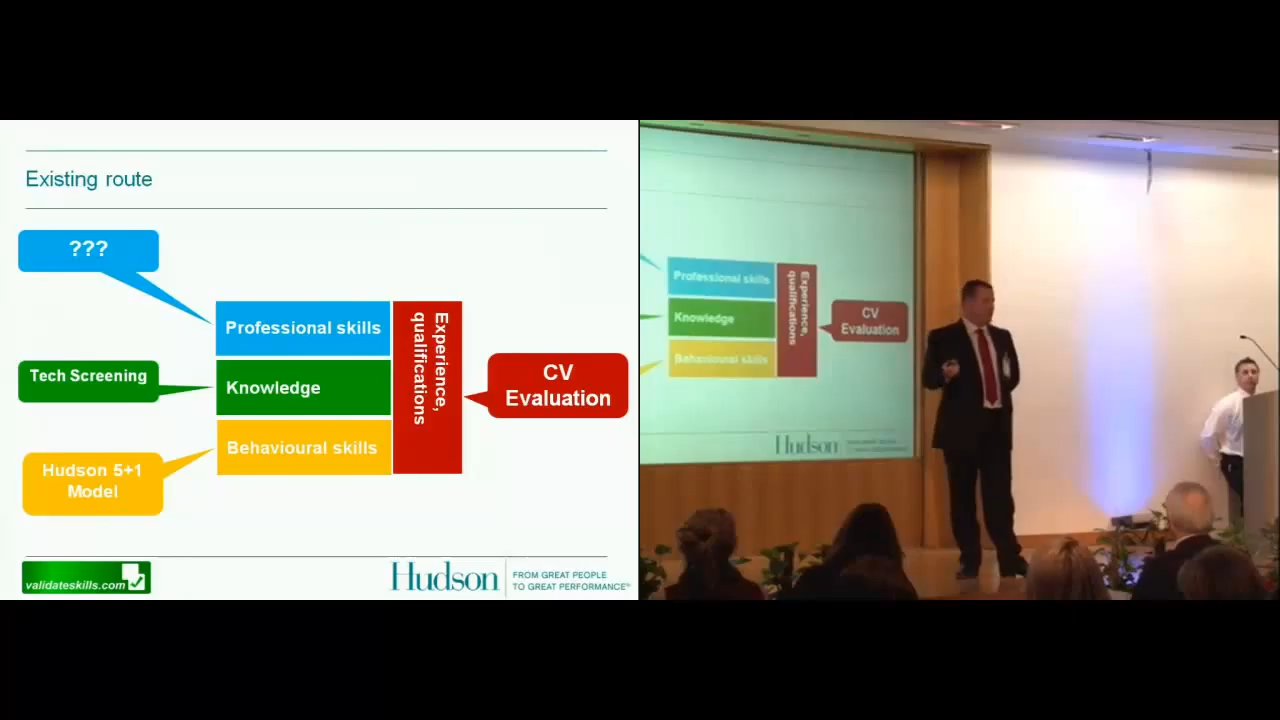 Existing route
???
Professional skills
Tech Screening
Knowledge
Experience,
qualifications
CV
Evaluation
Behavioural skills
Hudson 5+1
Model
validateskills.com
Hudson
FROM GREAT PEOPLE
TO GREAT PERFORMANCE
Professional skills
Knowledge
Behavioural skills
Experience,
qualifications
CV
Evaluation
Hudson